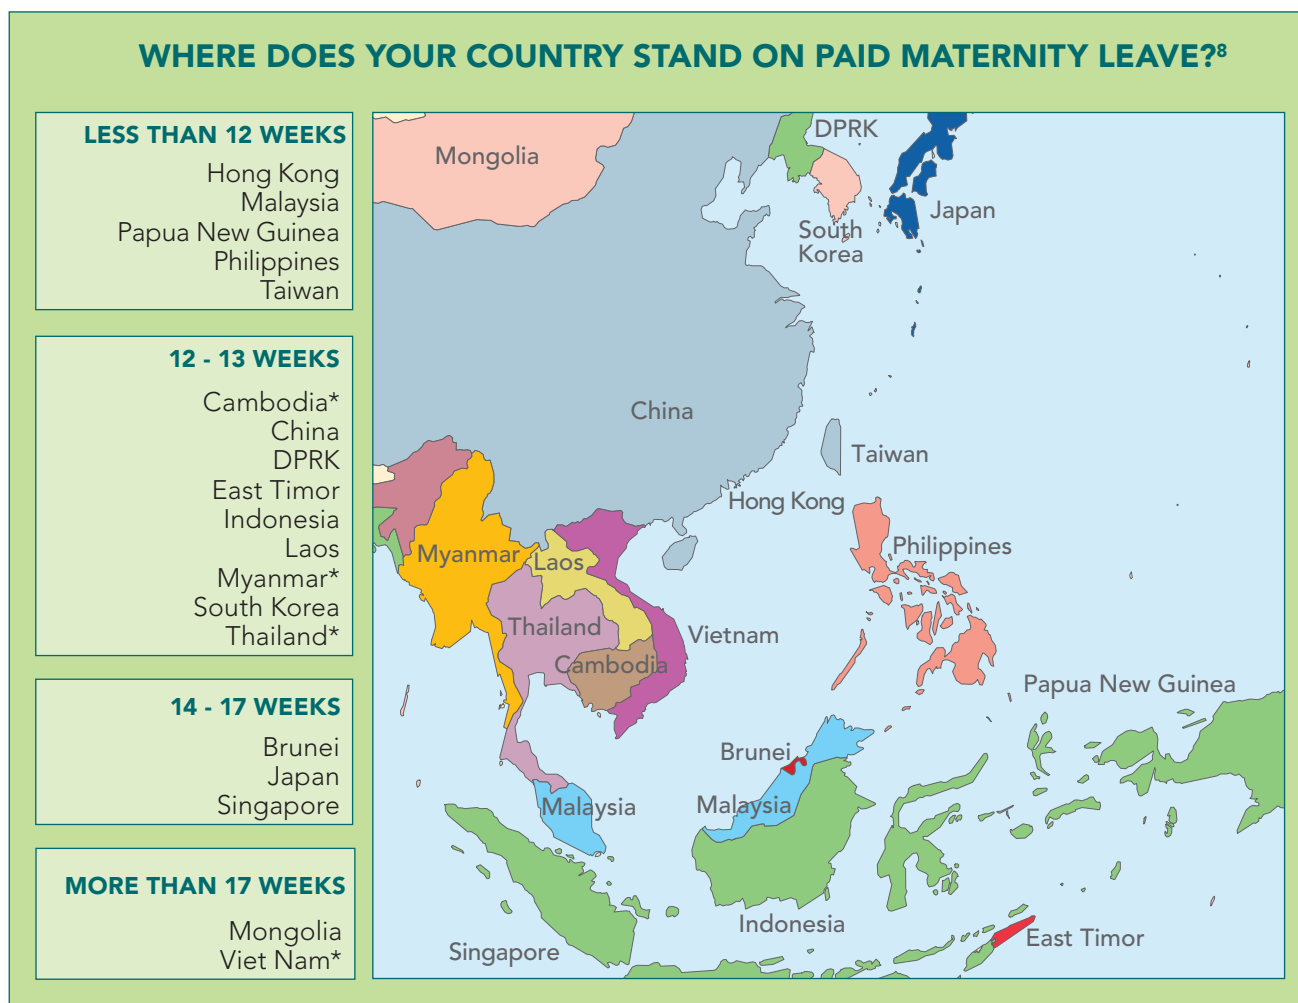 WHERE DOES YOUR COUNTRY STAND ON PAID MATERNITY LEAVE?⁸
LESS THAN 12 WEEKS
Hong Kong
Malaysia
Papua New Guinea
Philippines
Taiwan
12 - 13 WEEKS
Cambodia*
China
DPRK
East Timor
Indonesia
Laos
Myanmar*
South Korea
Thailand*
14 - 17 WEEKS
Brunei
Japan
Singapore
MORE THAN 17 WEEKS
Mongolia
Viet Nam*
DPRK
Mongolia
Japan
South
Korea
China
Taiwan
Hong Kong
Philippines
Myanmar
Laos
Thailand
Vietnam
Cambodia
Papua New Guinea
Brunei
Malaysia
Malaysia
Indonesia
East Timor
Singapore